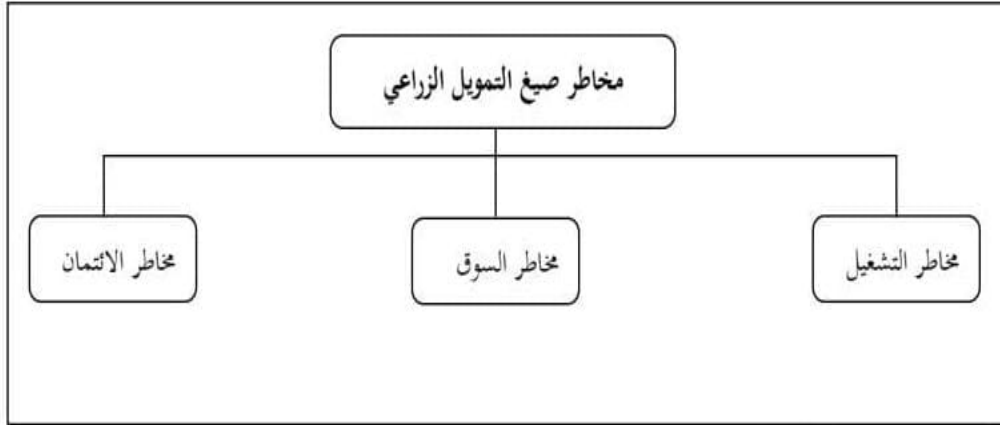 مخاطر صيغ التمويل الزراعي
مخاطر التشغيل
مخاطر السوق
مخاطر الائتمان